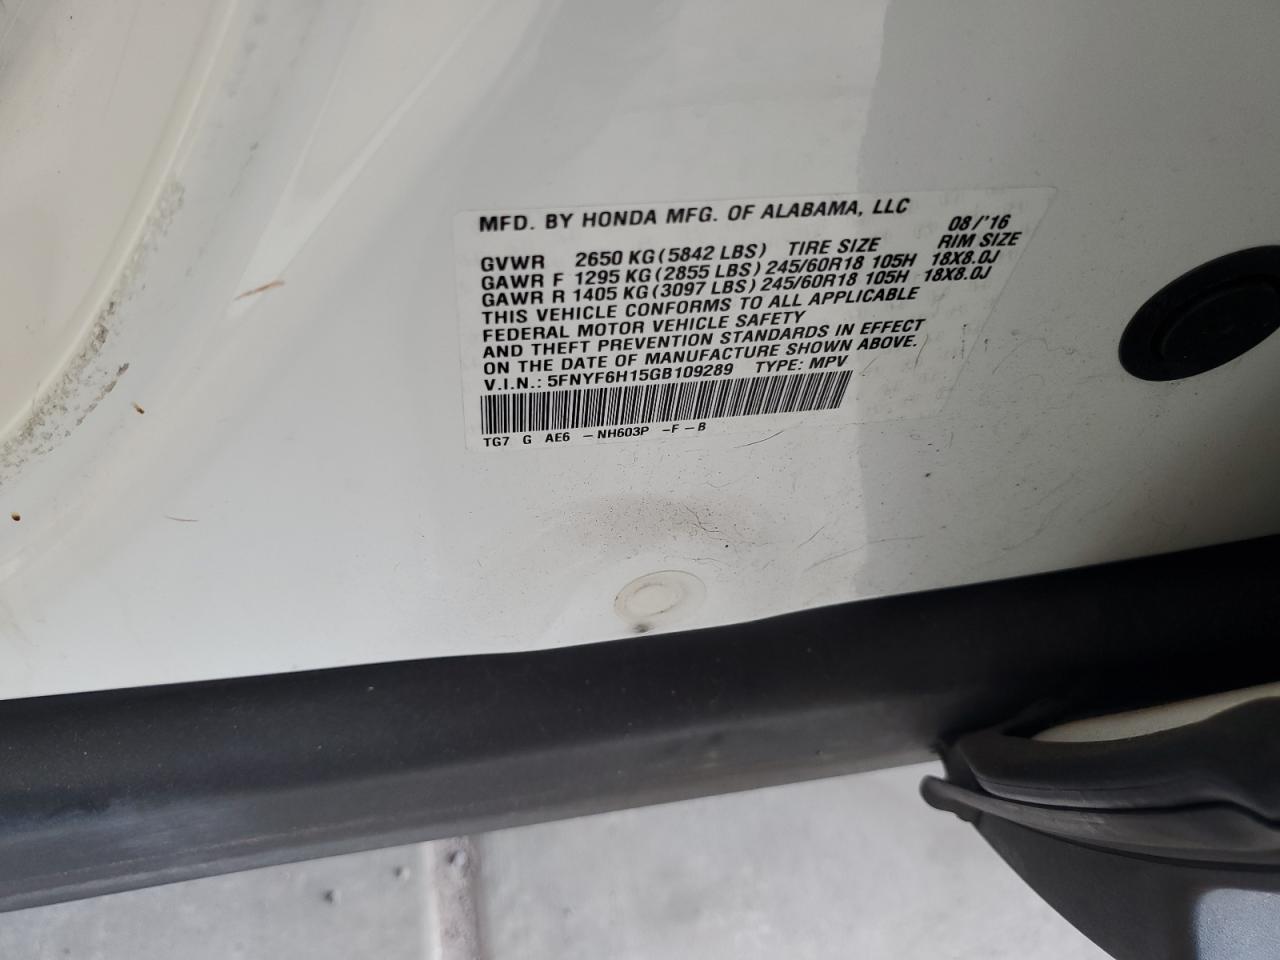 MFD. BY HONDA MFG. OF ALABAMA, LLC
08/'16
GVWR 2650 KG (5842 LBS) TIRE SIZE RIM SIZE
GAWR F 1295 KG (2855 LBS) 245/60R18 105H 18X8.0J
GAWR R 1405 KG (3097 LBS) 245/60R18 105H 18X8.0J
THIS VEHICLE CONFORMS TO ALL APPLICABLE
FEDERAL MOTOR VEHICLE SAFETY
AND THEFT PREVENTION STANDARDS IN EFFECT
ON THE DATE OF MANUFACTURE SHOWN ABOVE.
V.I.N.: 5FNYF6H15GB109289 TYPE: MPV
TG7 G AE6 -NH603P -F-B